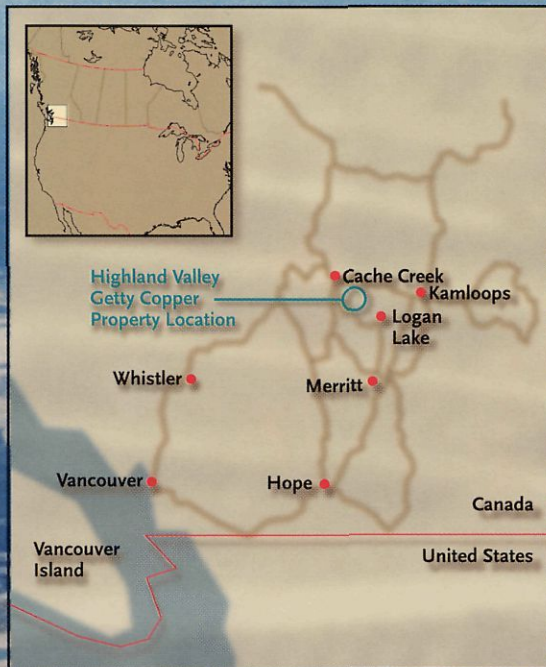 Highland Valley
Getty Copper
Property Location
Cache Creek
Kamloops
Logan
Lake
Whistler
Merritt
Vancouver
Hope
Canada
Vancouver
Island
United States